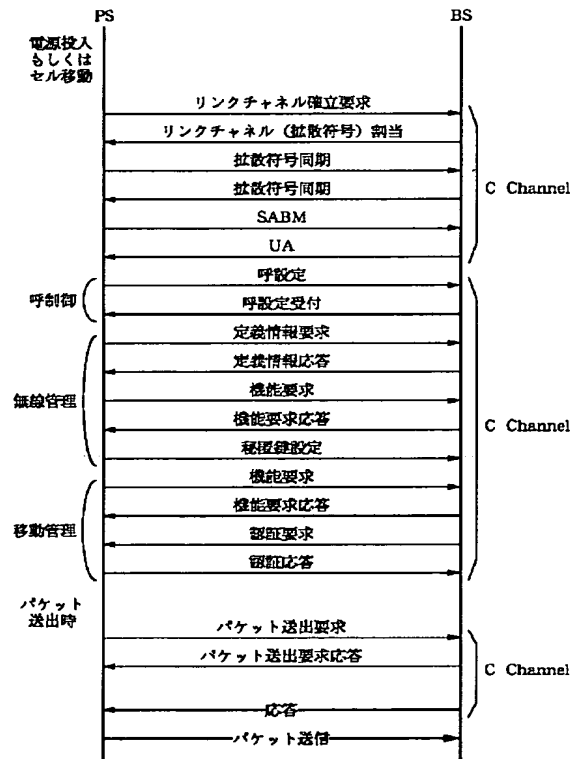 PS
BS
電源投入
もしくは
セル移動
リンクチャネル確立要求
リンクチャネル（拡散符号）割当
拡散符号同期
拡散符号同期
SABM
UA
C Channel
呼制御
呼設定
呼設定受付
無線管理
定義情報要求
定義情報応答
機能要求
機能要求応答
秘匿鍵設定
C Channel
移動管理
機能要求
機能要求応答
認証要求
認証応答
パケット
送出時
パケット送出要求
パケット送出要求応答
C Channel
応答
パケット送信